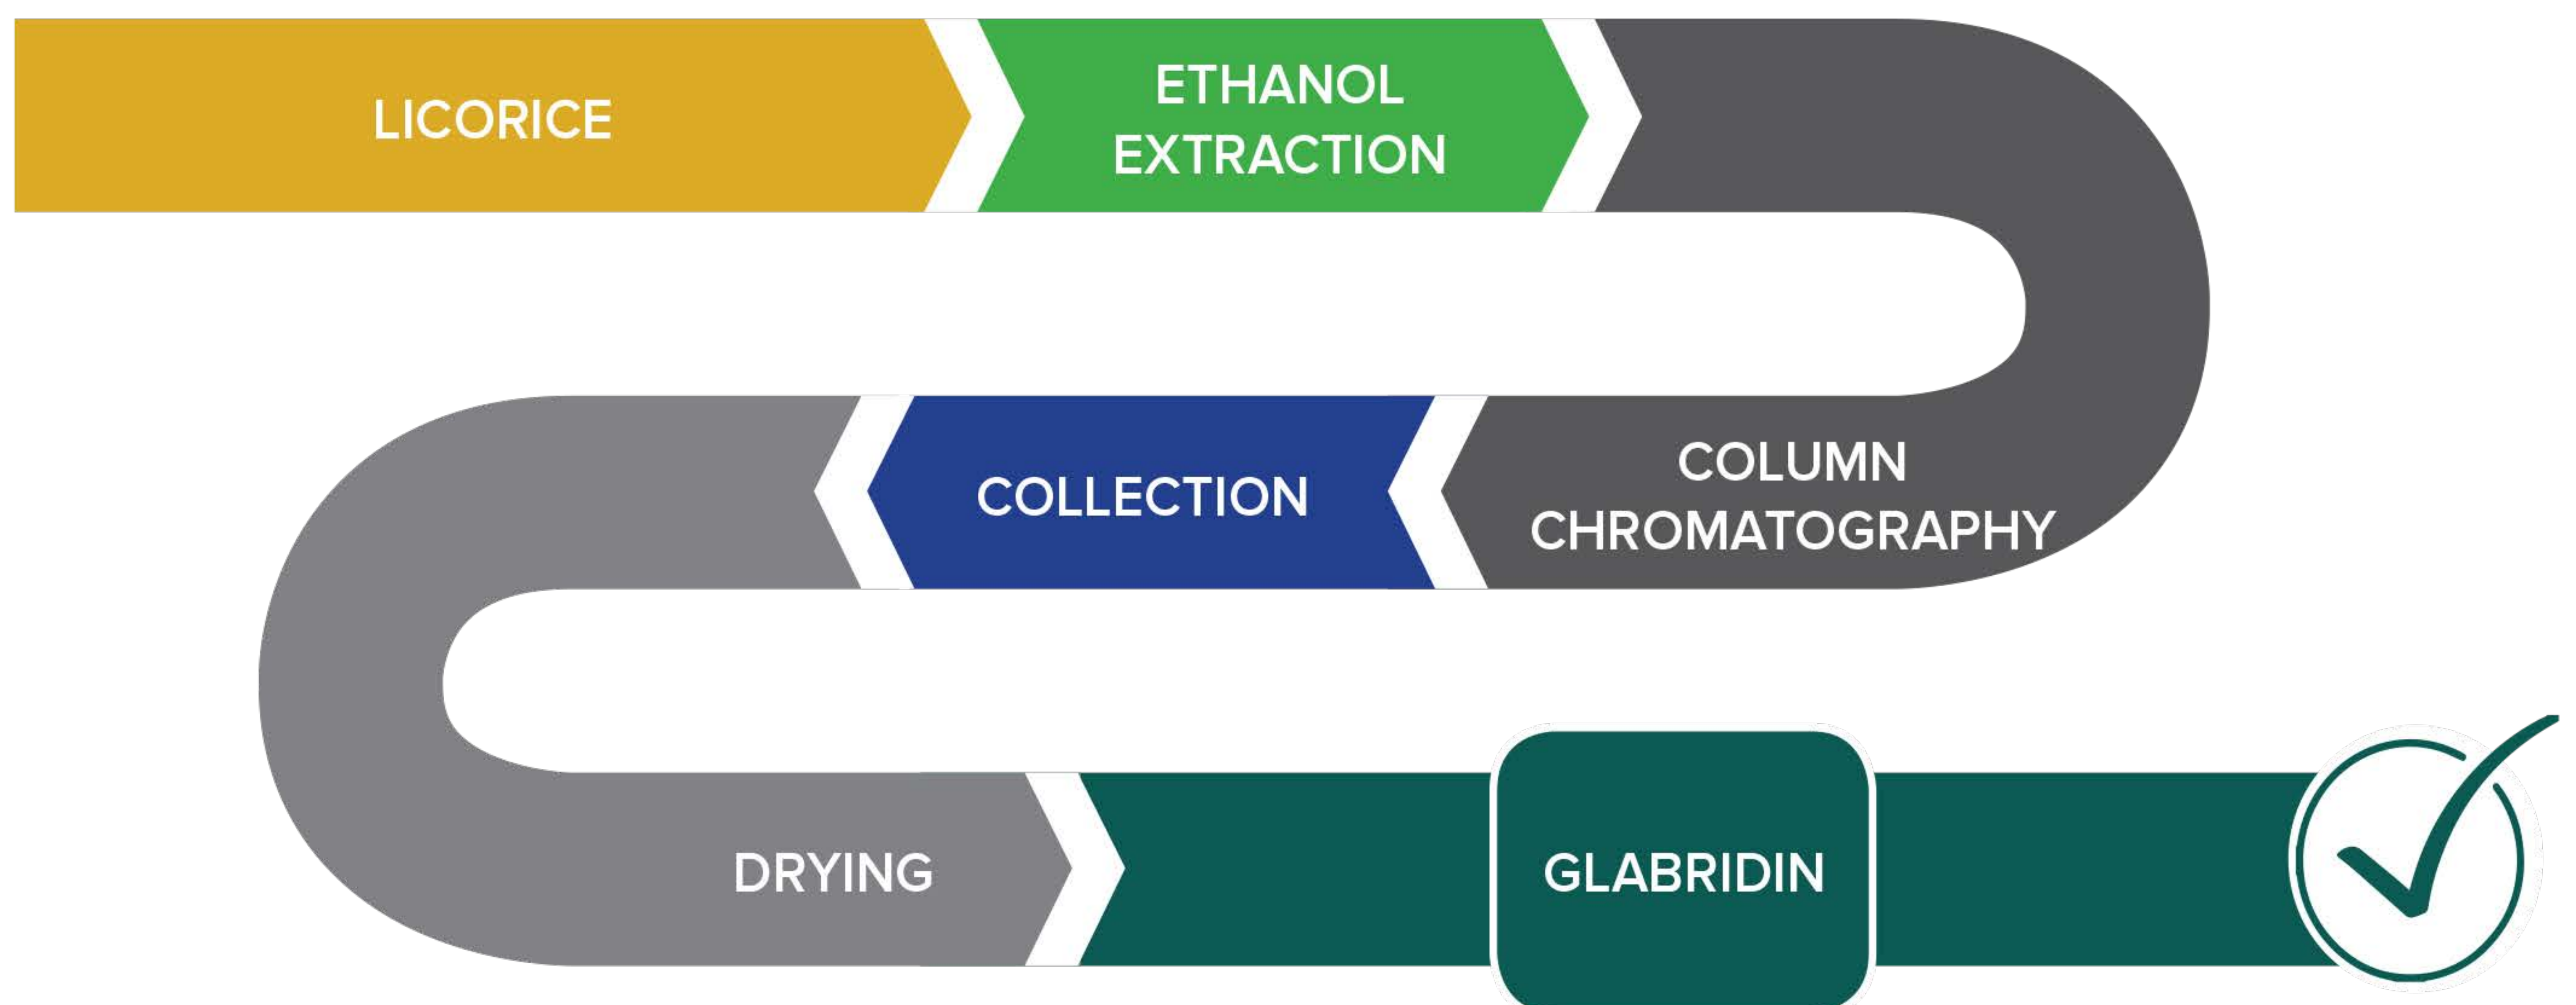 LICORICE
ETHANOL
EXTRACTION
COLUMN
CHROMATOGRAPHY
COLLECTION
DRYING
GLABRIDIN